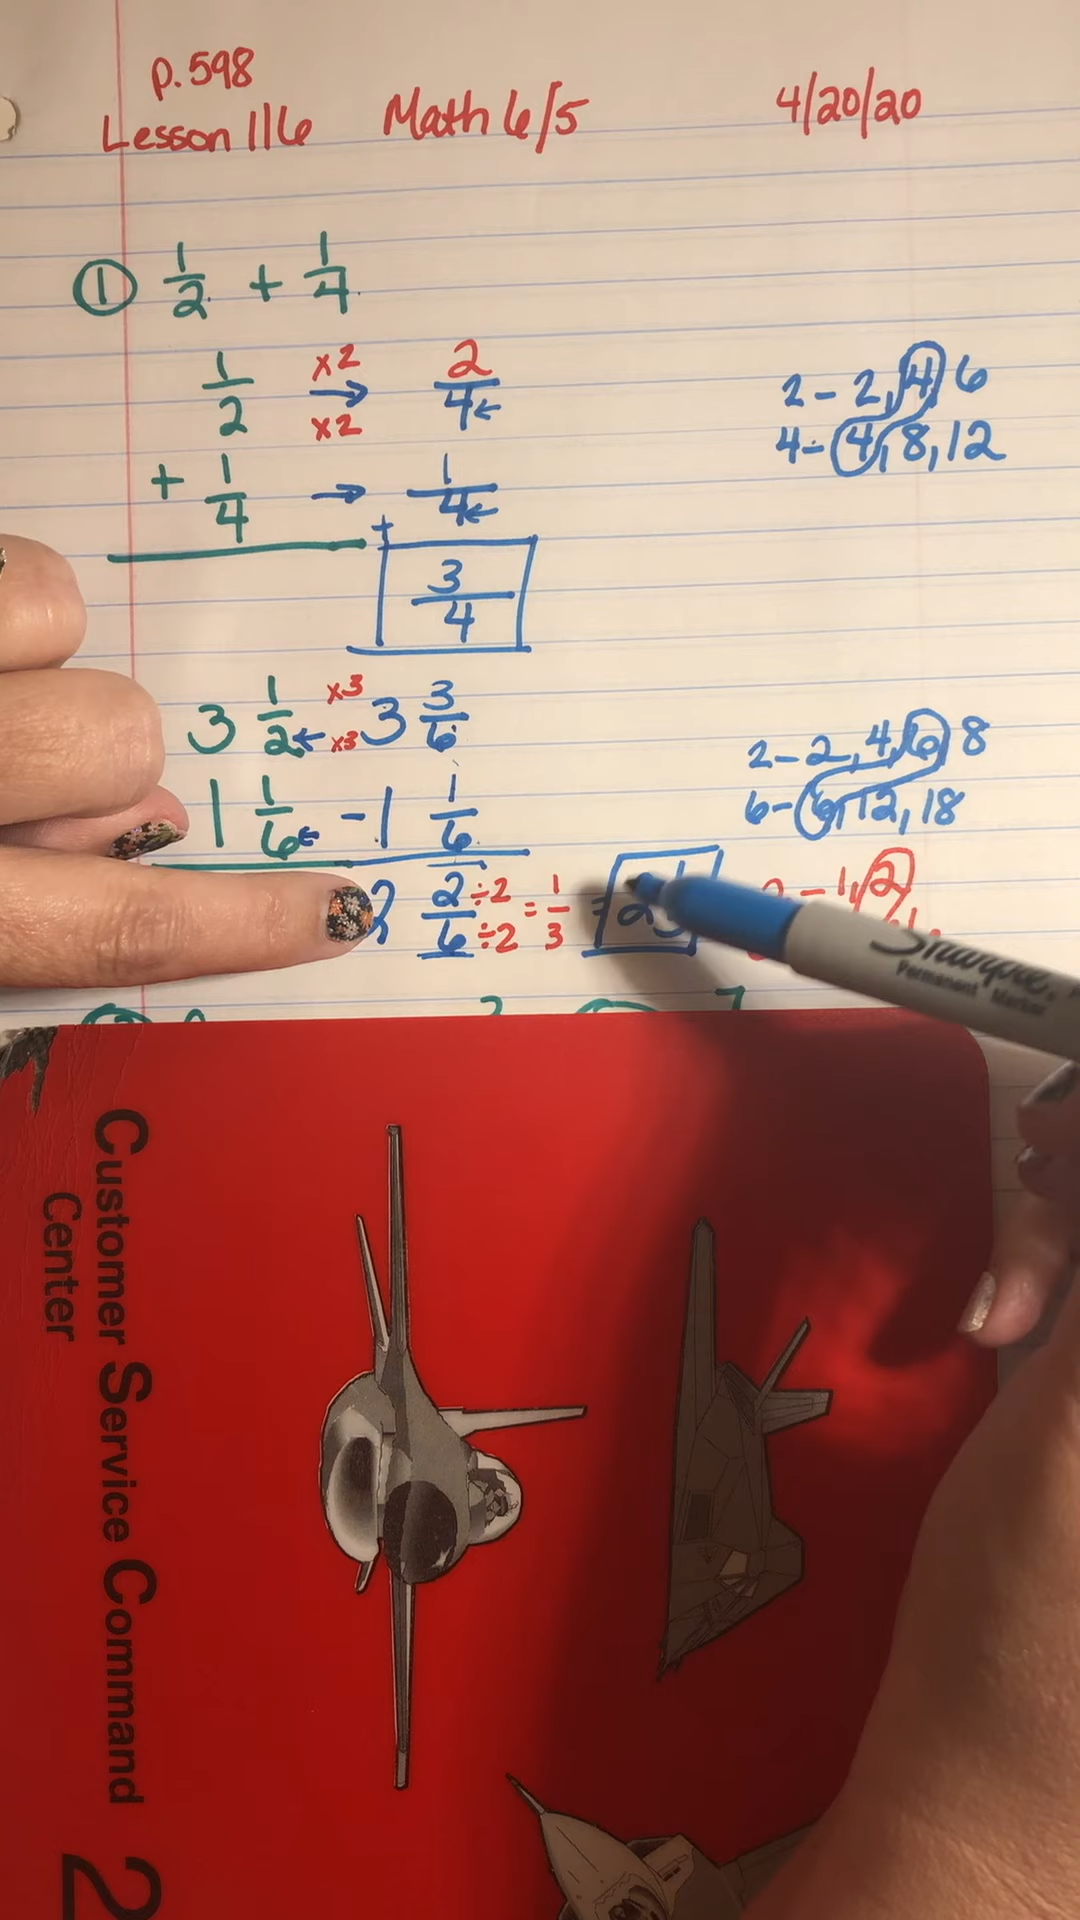 p.598
Lesson 116 Math 6/5 4/20/20
① 1/2 + 1/4
1/2 ×2 ×2 → 2/4 ←
2 – 2, 4, 6
4 – 4, 8, 12
+ 1/4 → + 1/4 ←
3/4
3 1/2 ← ×3 ×3 3 3/6
2 – 2, 4, 6, 8
6 – 6, 12, 18
1 1/6 ← – 1 1/6
2 2/6 ÷2 ÷2 = 1/3 = 2 – 1, 2
Sharpie.
Permanent Marker
Customer Service Command
Center
2